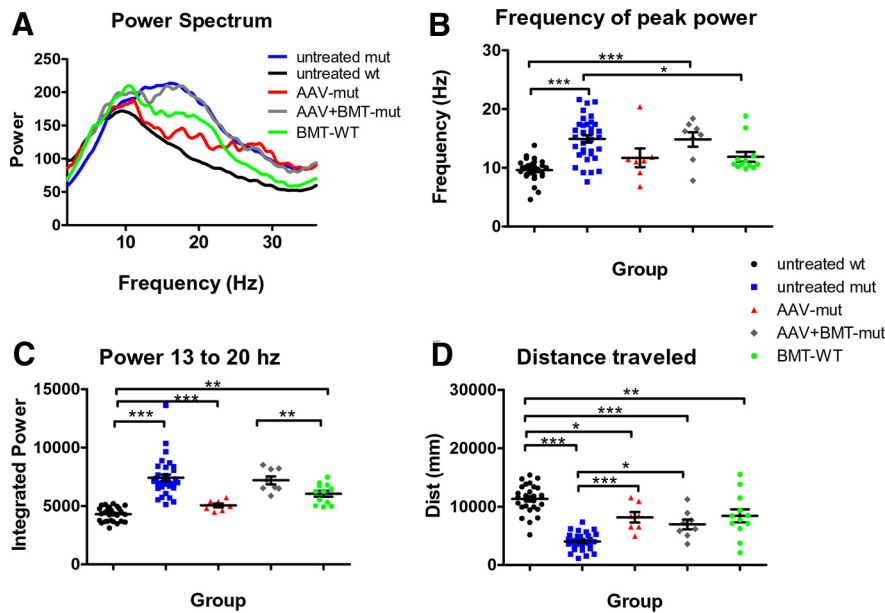 A
Power Spectrum
250
200
150
100
50
0
Power
10
20
30
Frequency (Hz)
untreated mut
untreated wt
AAV-mut
AAV+BMT-mut
BMT-WT
B
Frequency of peak power
30
20
10
0
Frequency (Hz)
***
***
*
Group
untreated wt
untreated mut
AAV-mut
AAV+BMT-mut
BMT-WT
C
Power 13 to 20 hz
15000
10000
5000
0
Integrated Power
**
***
***
**
Group
D
Distance traveled
30000
20000
10000
0
Dist (mm)
**
***
*
***
*
***
Group